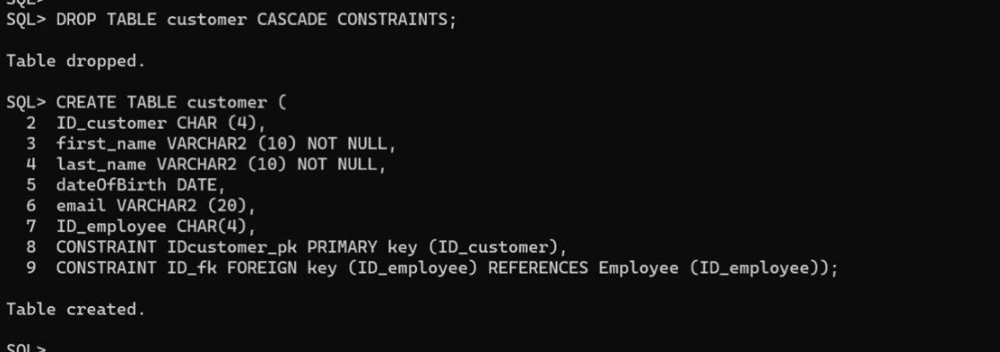 SQL>
SQL> DROP TABLE customer CASCADE CONSTRAINTS;
Table dropped.
SQL> CREATE TABLE customer (
2 ID_customer CHAR (4),
3 first_name VARCHAR2 (10) NOT NULL,
4 last_name VARCHAR2 (10) NOT NULL,
5 dateOfBirth DATE,
6 email VARCHAR2 (20),
7 ID_employee CHAR(4),
8 CONSTRAINT IDcustomer_pk PRIMARY key (ID_customer),
9 CONSTRAINT ID_fk FOREIGN key (ID_employee) REFERENCES Employee (ID_employee));
Table created.
SQL>